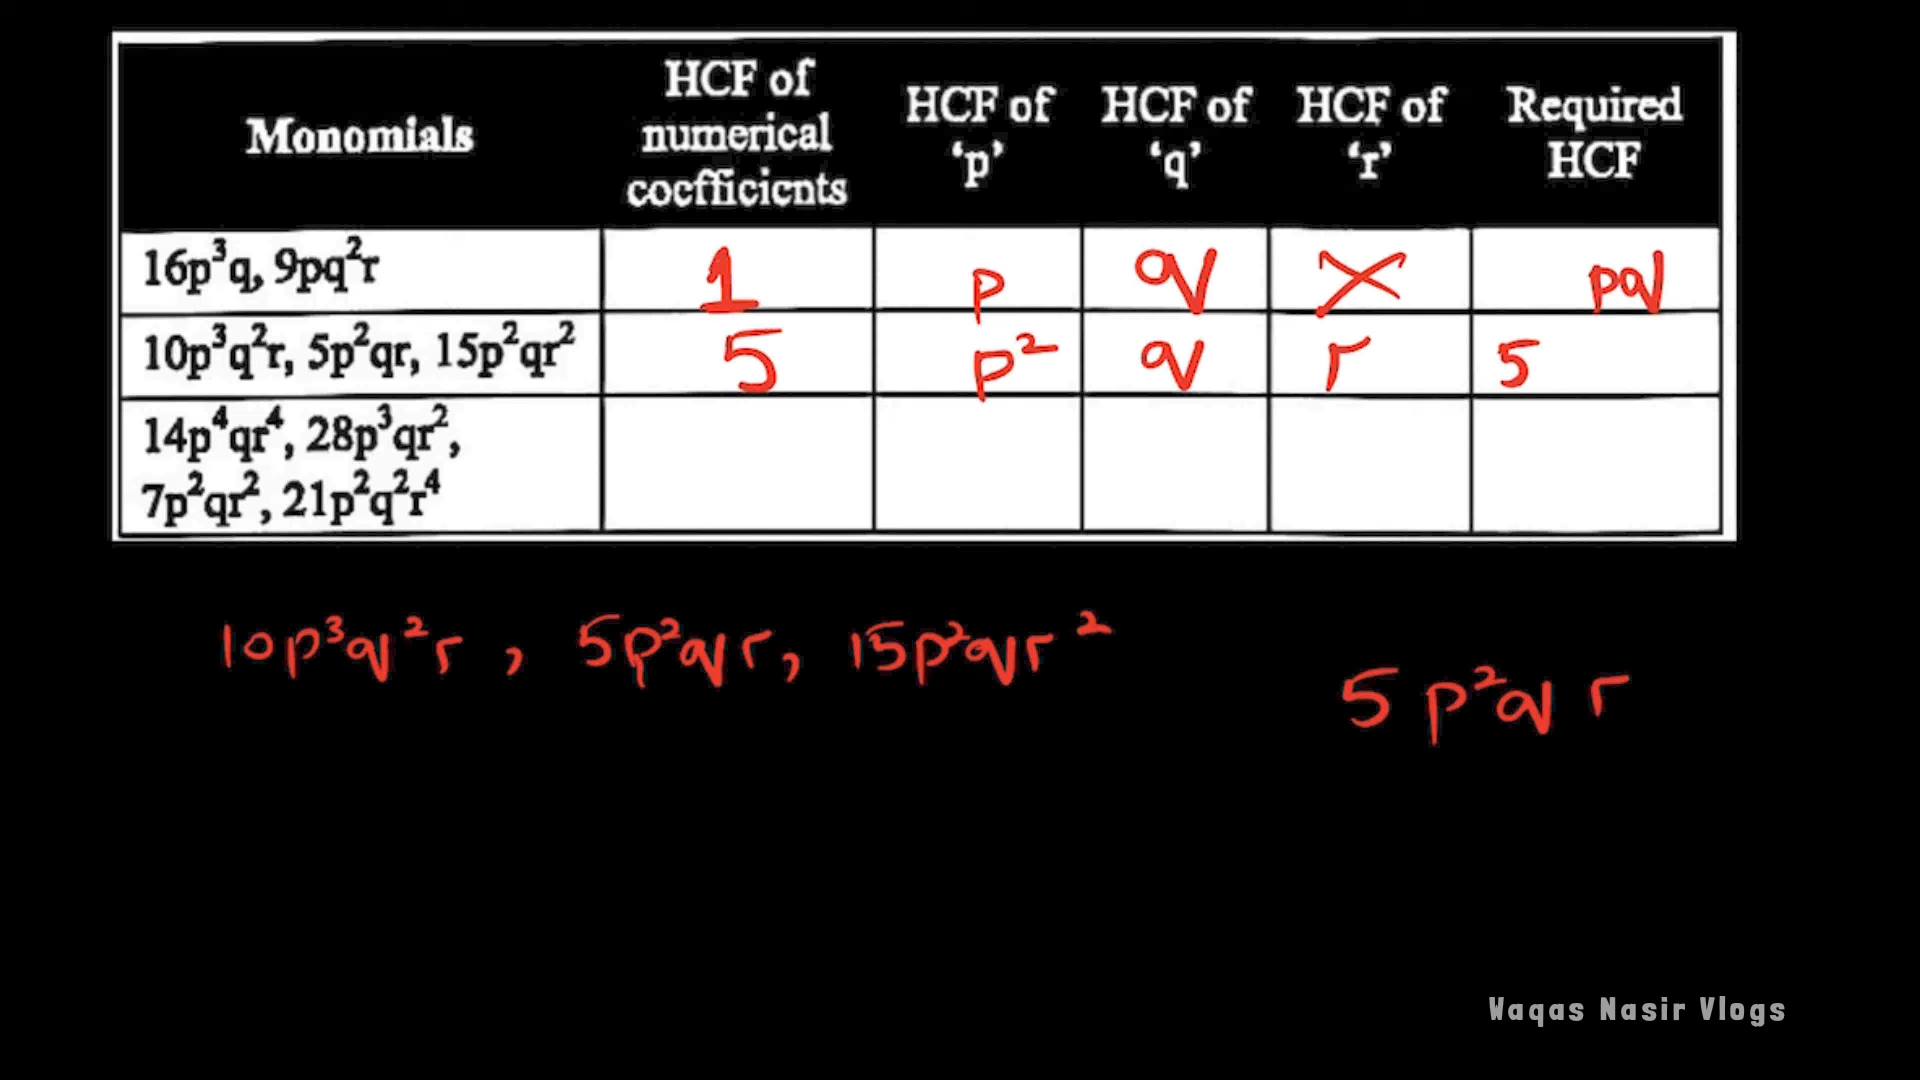 Monomials HCF of numerical coefficients HCF of ‘p’ HCF of ‘q’ HCF of ‘r’ Required HCF
16p³q, 9pq²r 1 p q × pq
10p³q²r, 5p²qr, 15p²qr² 5 p² q r 5
14p⁴qr⁴, 28p³qr²,
7p²qr², 21p²q²r⁴
10p³q²r , 5p²qr, 15p²qr²
5p²qr
Waqas Nasir Vlogs